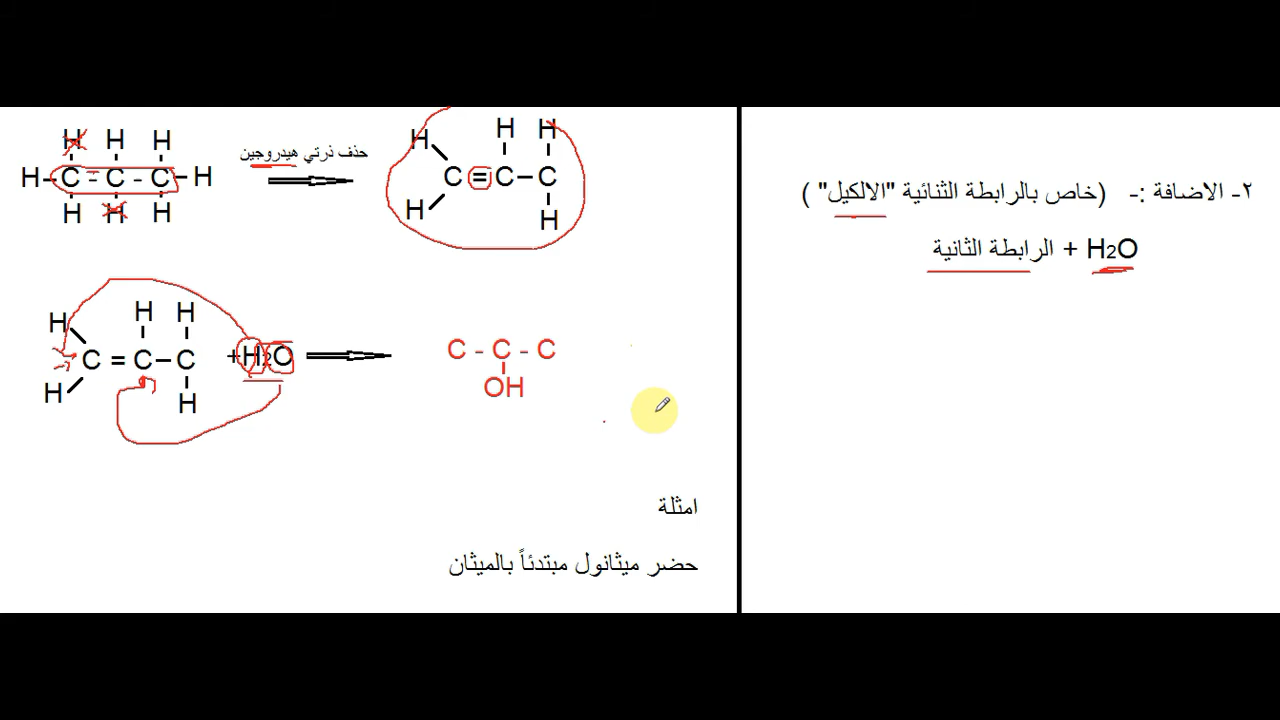 ٢- الاضافة :- (خاص بالرابطة الثنائية "الالكيل" )
H2O + الرابطة الثانية
H H H
حذف ذرتي هيدروجين
H - C - C - C - H
H H H
H H H
C = C - C
H H
H H H
C = C - C +H2O
H H
C - C - C
OH
امثلة
حضر ميثانول مبتدئاً بالميثان